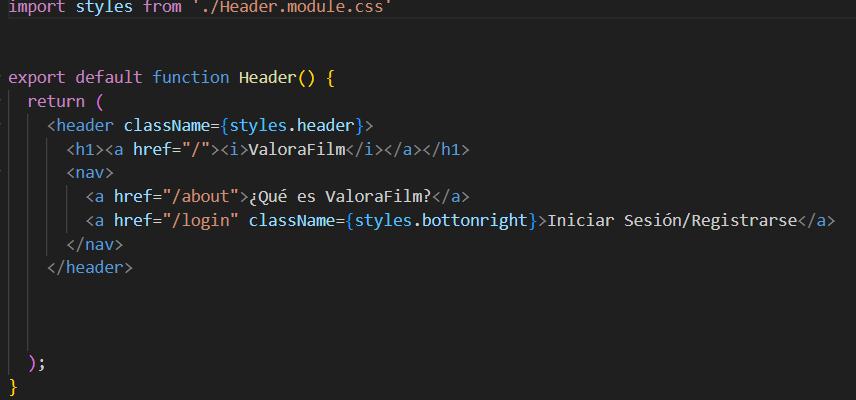 import styles from './Header.module.css'
export default function Header() {
return (
<header className={styles.header}>
<h1><a href="/"><i>ValoraFilm</i></a></h1>
<nav>
<a href="/about">¿Qué es ValoraFilm?</a>
<a href="/login" className={styles.bottonright}>Iniciar Sesión/Registrarse</a>
</nav>
</header>
);
}